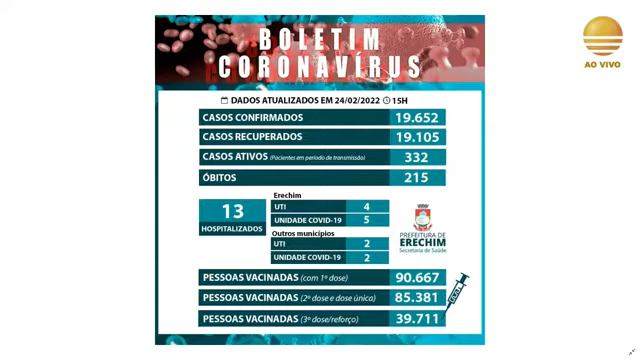 BOLETIM
CORONAVÍRUS
AO VIVO
DADOS ATUALIZADOS EM 24/02/2022 15H
CASOS CONFIRMADOS 19.652
CASOS RECUPERADOS 19.105
CASOS ATIVOS (Pacientes em período de transmissão) 332
ÓBITOS 215
13
HOSPITALIZADOS
Erechim
UTI 4
UNIDADE COVID-19 5
Outros municípios
UTI 2
UNIDADE COVID-19 2
PREFEITURA DE
ERECHIM
Secretaria de Saúde
PESSOAS VACINADAS (com 1ª dose) 90.667
PESSOAS VACINADAS (2ª dose e dose única) 85.381
PESSOAS VACINADAS (3ª dose/reforço) 39.711